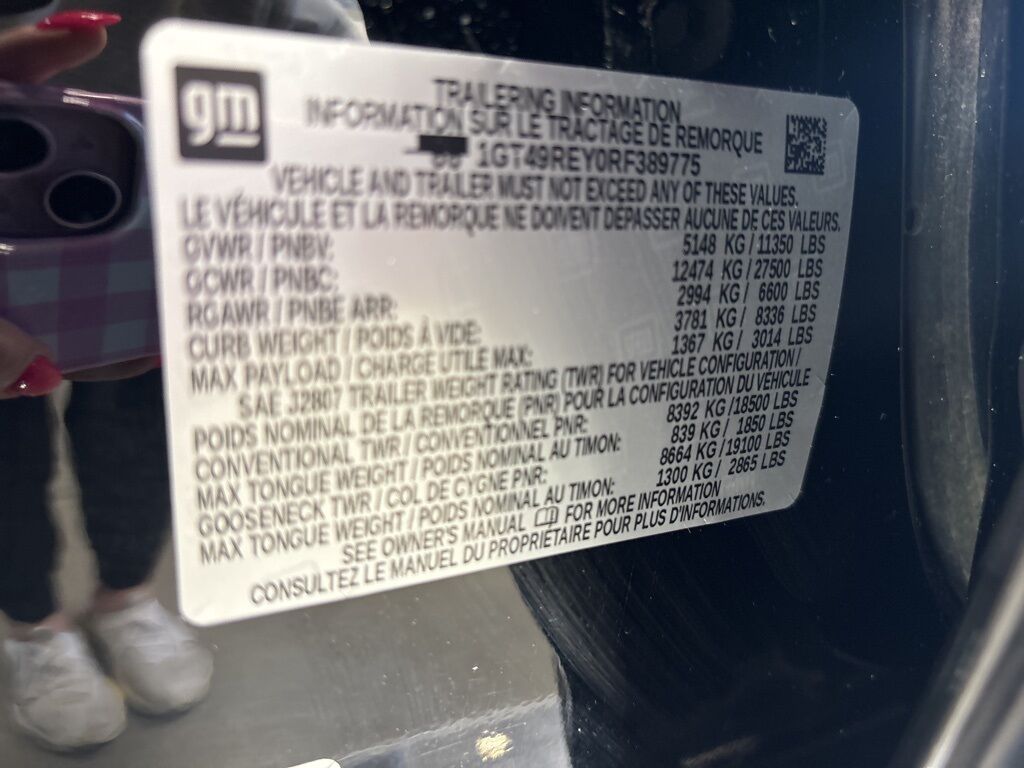 gm
TRAILERING INFORMATION
INFORMATION SUR LE TRACTAGE DE REMORQUE
1GT49REY0RF389775
VEHICLE AND TRAILER MUST NOT EXCEED ANY OF THESE VALUES.
LE VÉHICULE ET LA REMORQUE NE DOIVENT DÉPASSER AUCUNE DE CES VALEURS.
GVWR / PNBV: 5148 KG / 11350 LBS
GCWR / PNBC: 12474 KG / 27500 LBS
RGAWR / PNBE ARR: 2994 KG / 6600 LBS
CURB WEIGHT / POIDS À VIDE: 3781 KG / 8336 LBS
MAX PAYLOAD / CHARGE UTILE MAX: 1367 KG / 3014 LBS
SAE J2807 TRAILER WEIGHT RATING (TWR) FOR VEHICLE CONFIGURATION /
POIDS NOMINAL DE LA REMORQUE (PNR) POUR LA CONFIGURATION DU VÉHICULE
CONVENTIONAL TWR / CONVENTIONNEL PNR: 8392 KG /18500 LBS
MAX TONGUE WEIGHT / POIDS NOMINAL AU TIMON: 839 KG / 1850 LBS
GOOSENECK TWR / COL DE CYGNE PNR: 8664 KG /19100 LBS
MAX TONGUE WEIGHT / POIDS NOMINAL AU TIMON: 1300 KG / 2865 LBS
SEE OWNER'S MANUAL FOR MORE INFORMATION
CONSULTEZ LE MANUEL DU PROPRIÉTAIRE POUR PLUS D'INFORMATIONS.